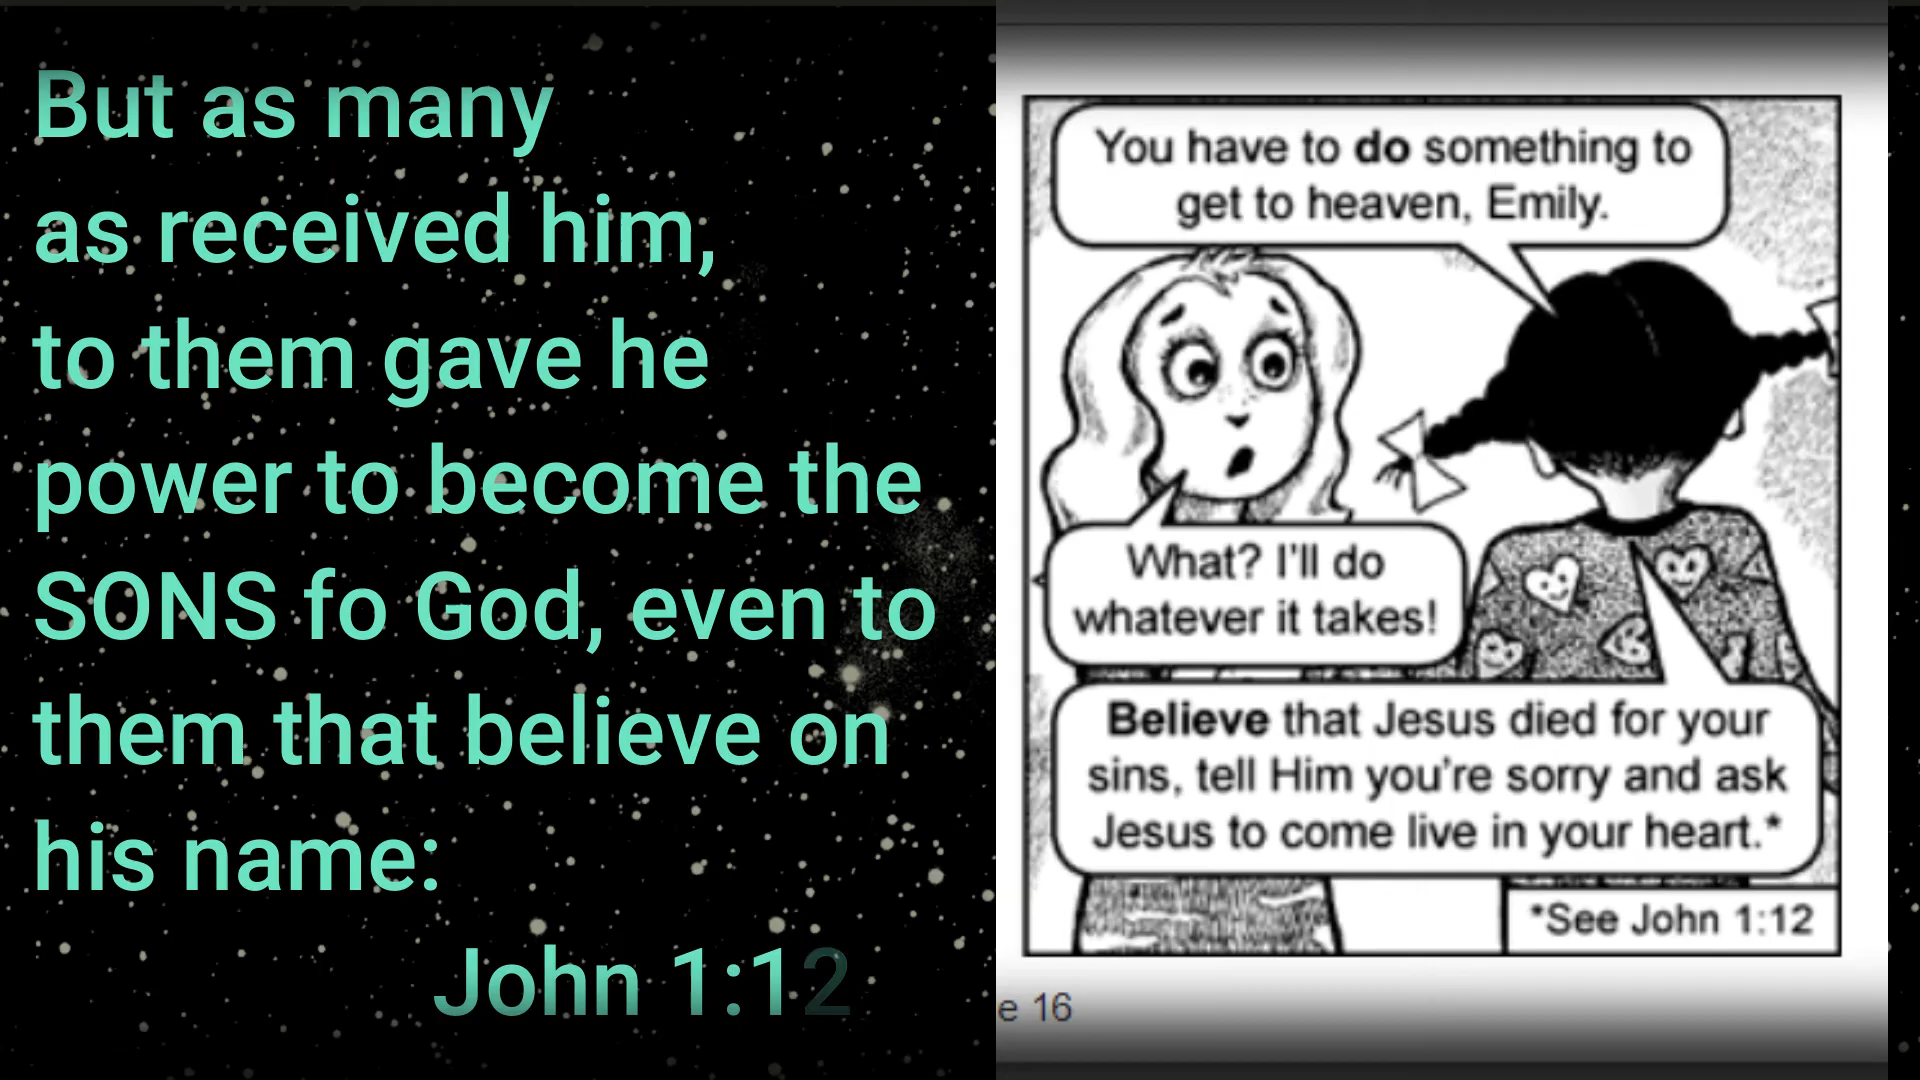 But as many
as received him,
to them gave he
power to become the
SONS fo God, even to
them that believe on
his name:
John 1:12
You have to do something to
get to heaven, Emily.
What? I'll do
whatever it takes!
Believe that Jesus died for your
sins, tell Him you're sorry and ask
Jesus to come live in your heart.*
*See John 1:12
e 16